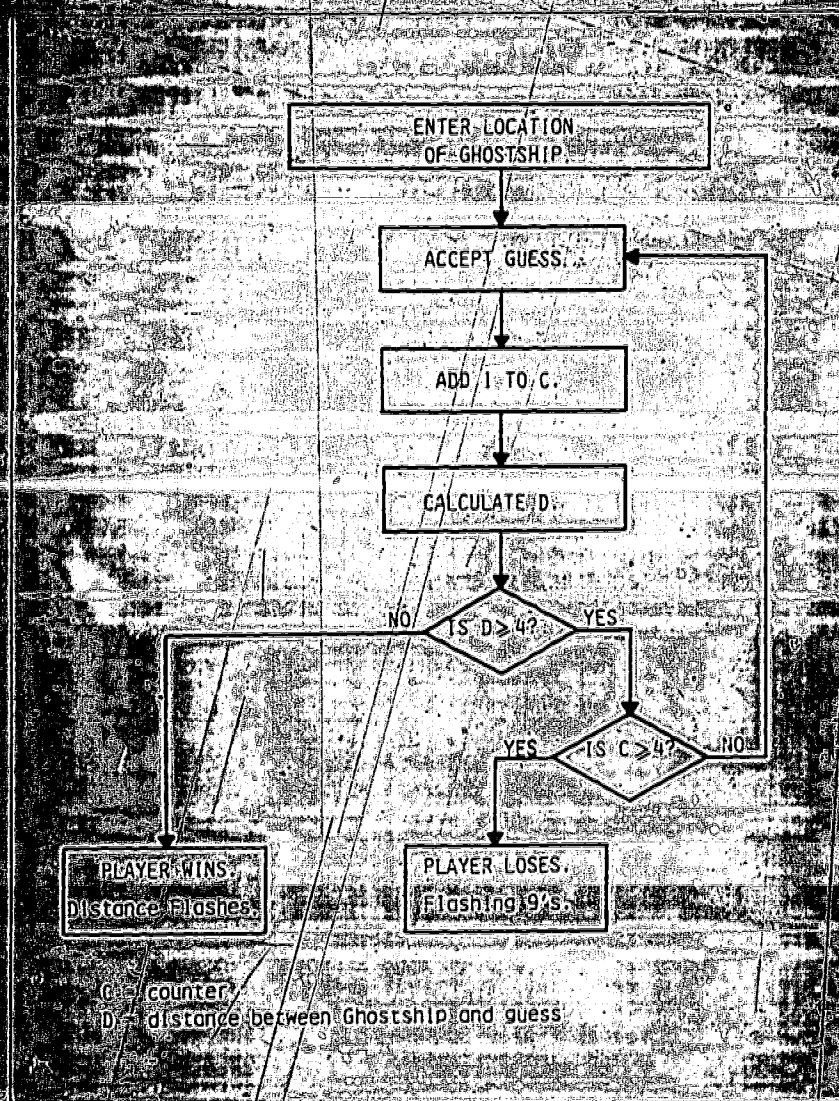 ENTER LOCATION
OF GHOSTSHIP.
ACCEPT GUESS.
ADD 1 TO C.
CALCULATE D.
NO
IS D⩾4?
YES
YES
IS C⩾4?
NO
PLAYER WINS.
Distance Flashes.
PLAYER LOSES.
Flashing 9's.
C = counter
D = distance between Ghostship and guess